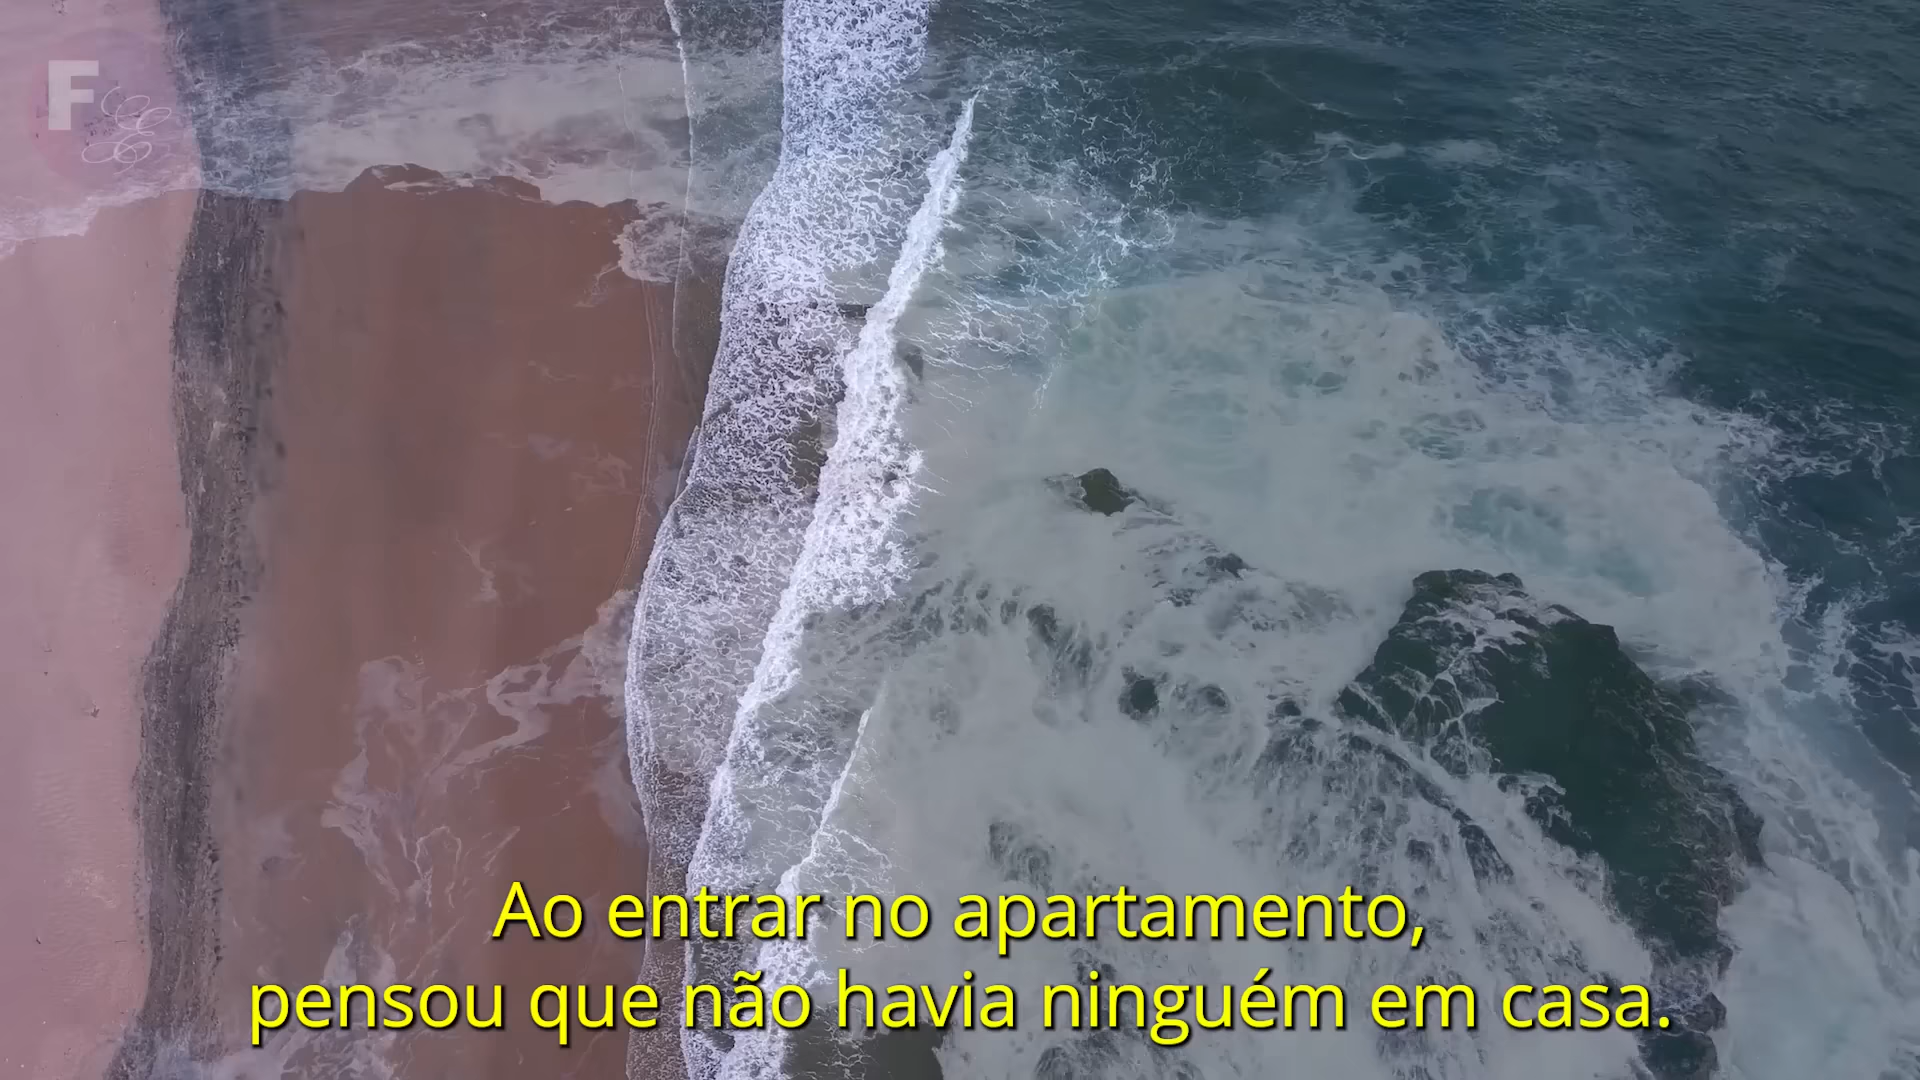 F
E
Ao entrar no apartamento,
pensou que não havia ninguém em casa.